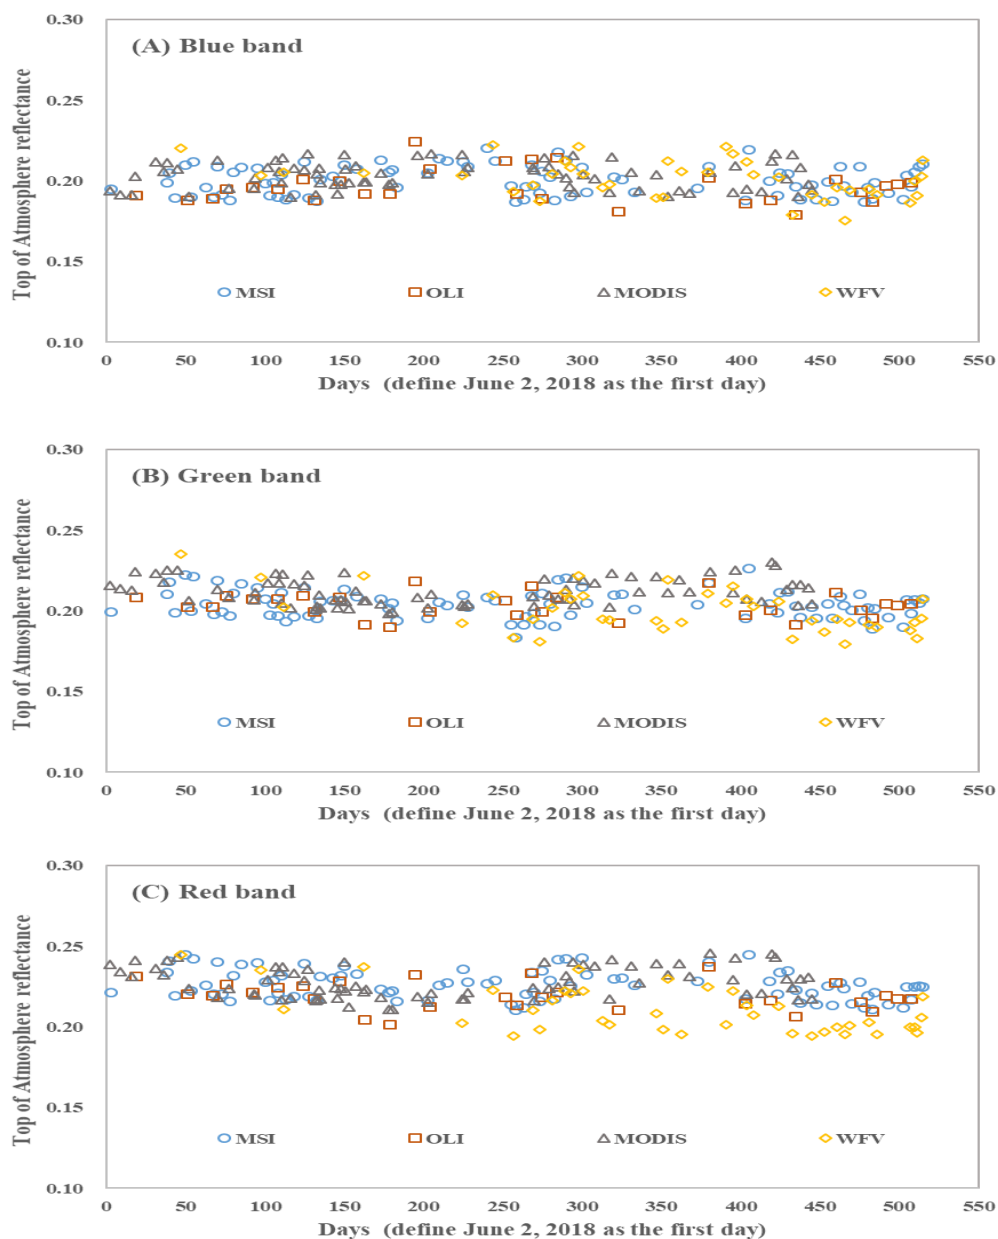 (A) Blue band
Top of Atmosphere reflectance
0.30
0.25
0.20
0.15
0.10
MSI OLI MODIS WFV
0 50 100 150 200 250 300 350 400 450 500 550
Days (define June 2, 2018 as the first day)
(B) Green band
Top of Atmosphere reflectance
0.30
0.25
0.20
0.15
0.10
MSI OLI MODIS WFV
0 50 100 150 200 250 300 350 400 450 500 550
Days (define June 2, 2018 as the first day)
(C) Red band
Top of Atmosphere reflectance
0.30
0.25
0.20
0.15
0.10
MSI OLI MODIS WFV
0 50 100 150 200 250 300 350 400 450 500 550
Days (define June 2, 2018 as the first day)